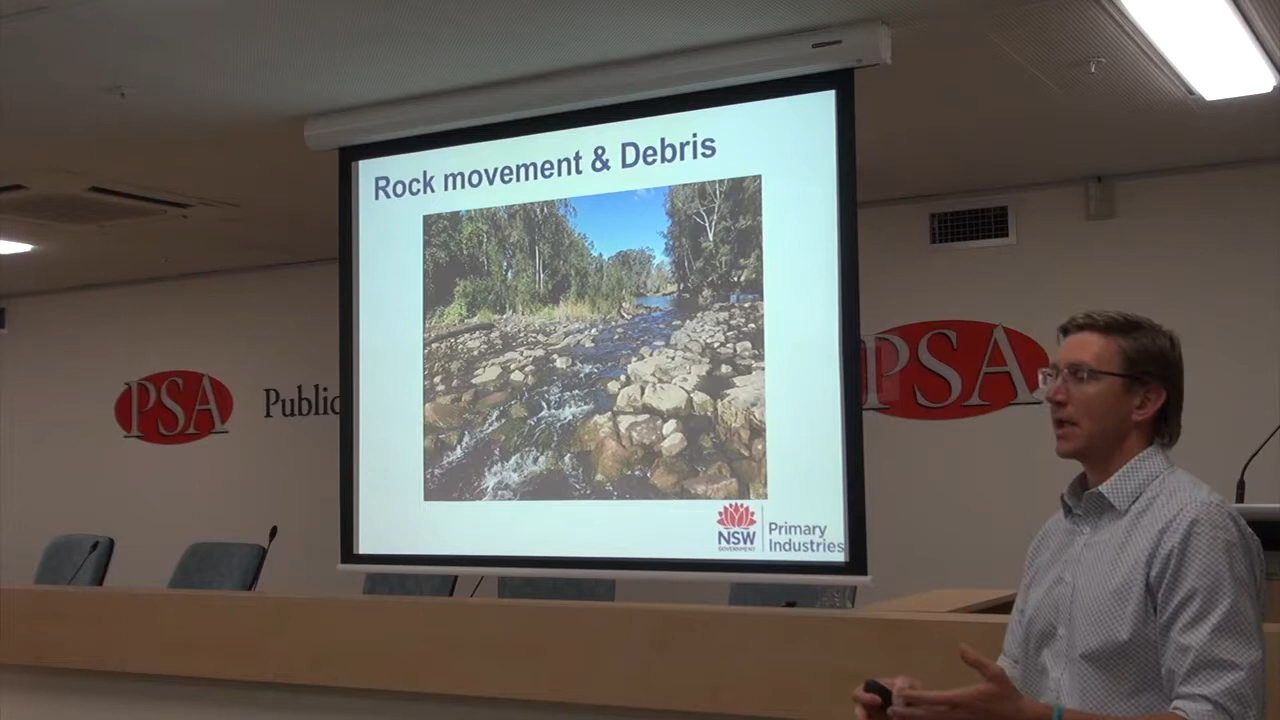 Rock movement & Debris
PSA
Public
PSA
NSW
GOVERNMENT
Primary
Industries